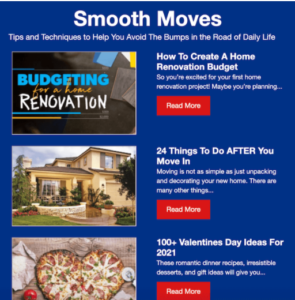 Smooth Moves
Tips and Techniques to Help You Avoid The Bumps in the Road of Daily Life
BUDGETING
for a home
RENOVATION
How To Create A Home
Renovation Budget
So you're excited for your first home
renovation project! Maybe you're planning...
Read More
24 Things To Do AFTER You
Move In
Moving is not as simple as just unpacking
and decorating your new home. There are
many other things...
Read More
100+ Valentines Day Ideas For
2021
These romantic dinner recipes, irresistible
desserts, and gift ideas will give you...
Read More